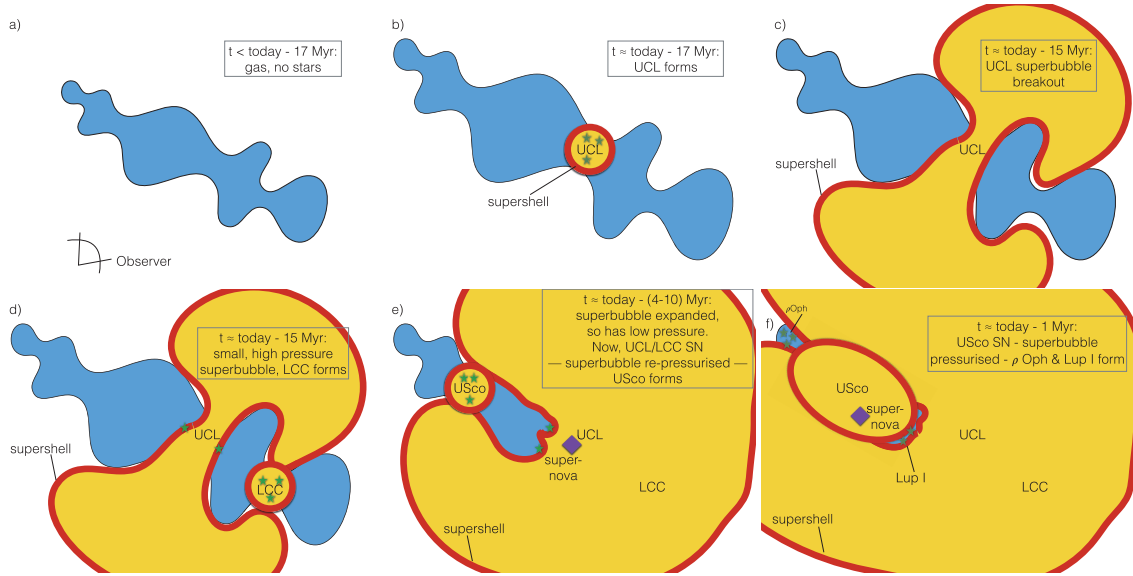 a)
t < today - 17 Myr:
gas, no stars
Observer
b)
t ≈ today - 17 Myr:
UCL forms
UCL
supershell
c)
t ≈ today - 15 Myr:
UCL superbubble
breakout
UCL
supershell
d)
t ≈ today - 15 Myr:
small, high pressure
superbubble, LCC forms
UCL
supershell
LCC
e)
t ≈ today - (4-10) Myr:
superbubble expanded,
so has low pressure.
Now, UCL/LCC SN
— superbubble re-pressurised —
USco forms
USco
UCL
super-
nova
LCC
supershell
f)
ρOph
t ≈ today - 1 Myr:
USco SN - superbubble
pressurised - ρ Oph & Lup I form
USco
super-
nova
UCL
Lup I
LCC
supershell